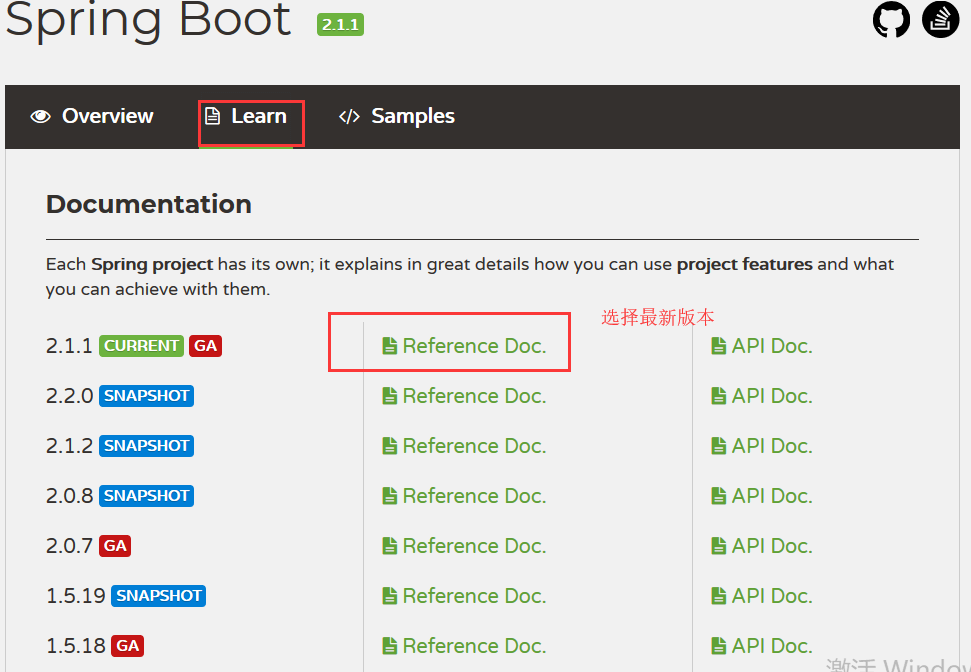 Spring Boot 2.1.1
Overview Learn </> Samples
Documentation
Each Spring project has its own; it explains in great details how you can use project features and what
you can achieve with them.
选择最新版本
2.1.1 CURRENT GA Reference Doc. API Doc.
2.2.0 SNAPSHOT Reference Doc. API Doc.
2.1.2 SNAPSHOT Reference Doc. API Doc.
2.0.8 SNAPSHOT Reference Doc. API Doc.
2.0.7 GA Reference Doc. API Doc.
1.5.19 SNAPSHOT Reference Doc. API Doc.
1.5.18 GA Reference Doc. API Doc.
激活 Window